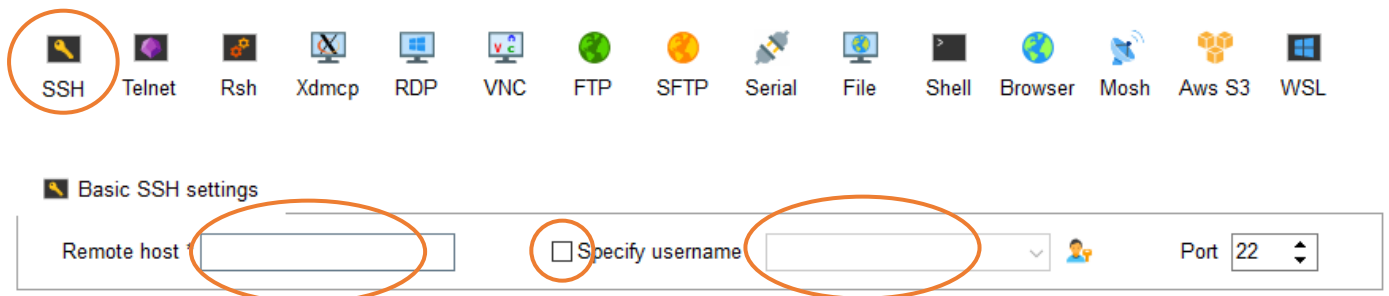 SSH Telnet Rsh Xdmcp RDP VNC FTP SFTP Serial File Shell Browser Mosh Aws S3 WSL
Basic SSH settings
Remote host * Specify username Port 22